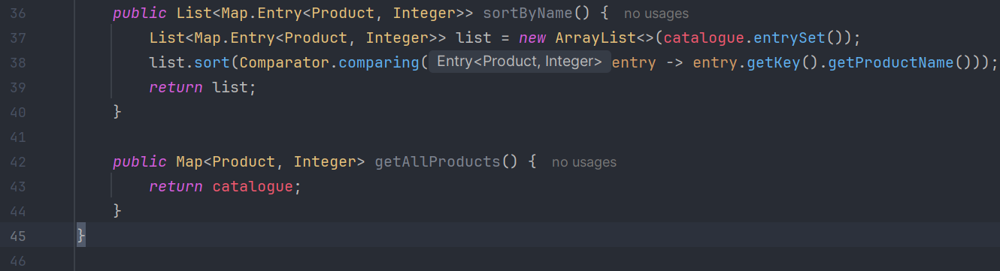 36 public List<Map.Entry<Product, Integer>> sortByName() { no usages
37 List<Map.Entry<Product, Integer>> list = new ArrayList<>(catalogue.entrySet());
38 list.sort(Comparator.comparing( Entry<Product, Integer> entry -> entry.getKey().getProductName()));
39 return list;
40 }
41
42 public Map<Product, Integer> getAllProducts() { no usages
43 return catalogue;
44 }
45 }
46